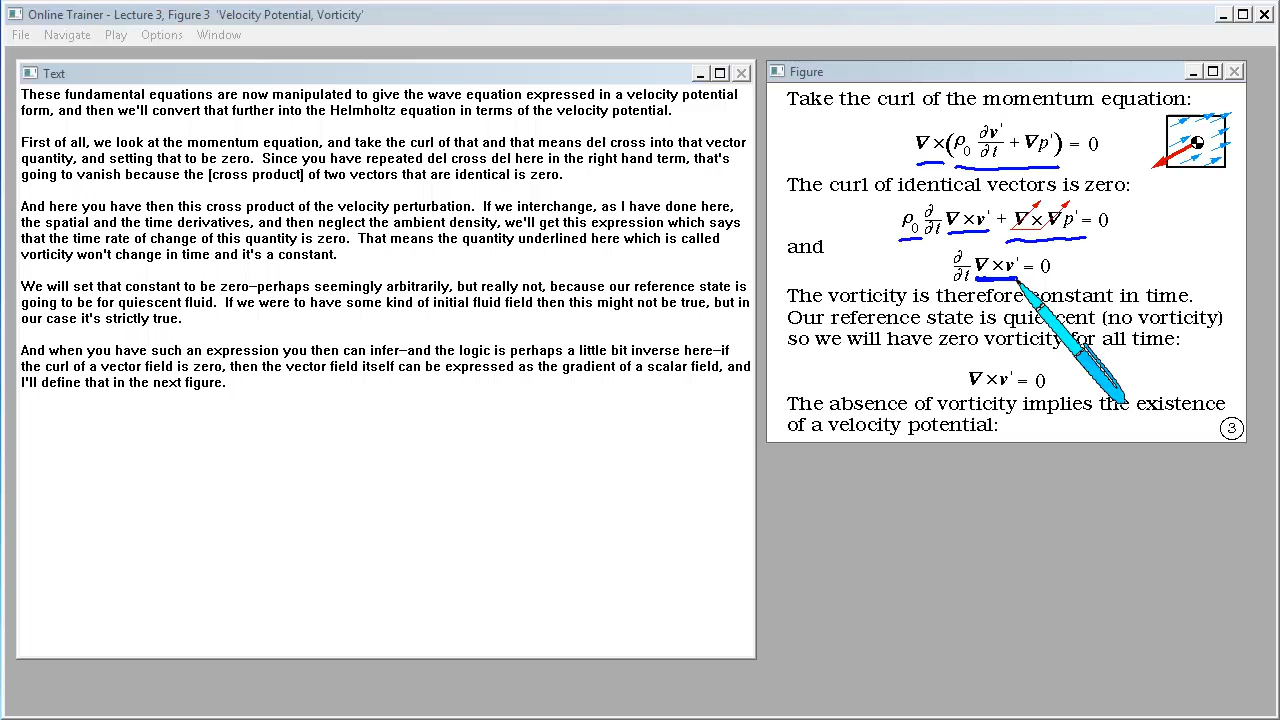 Online Trainer - Lecture 3, Figure 3 'Velocity Potential, Vorticity'
File Navigate Play Options Window
Text
These fundamental equations are now manipulated to give the wave equation expressed in a velocity potential
form, and then we'll convert that further into the Helmholtz equation in terms of the velocity potential.
First of all, we look at the momentum equation, and take the curl of that and that means del cross into that vector
quantity, and setting that to be zero. Since you have repeated del cross del here in the right hand term, that's
going to vanish because the [cross product] of two vectors that are identical is zero.
And here you have then this cross product of the velocity perturbation. If we interchange, as I have done here,
the spatial and the time derivatives, and then neglect the ambient density, we'll get this expression which says
that the time rate of change of this quantity is zero. That means the quantity underlined here which is called
vorticity won't change in time and it's a constant.
We will set that constant to be zero–perhaps seemingly arbitrarily, but really not, because our reference state is
going to be for quiescent fluid. If we were to have some kind of initial fluid field then this might not be true, but in
our case it's strictly true.
And when you have such an expression you then can infer–and the logic is perhaps a little bit inverse here–if
the curl of a vector field is zero, then the vector field itself can be expressed as the gradient of a scalar field, and
I'll define that in the next figure.
Figure
Take the curl of the momentum equation:
∇×(ρ₀ ∂v'/∂t + ∇p') = 0
The curl of identical vectors is zero:
ρ₀ ∂/∂t ∇×v' + ∇×∇p' = 0
and
∂/∂t ∇×v' = 0
The vorticity is therefore constant in time.
Our reference state is quiescent (no vorticity)
so we will have zero vorticity for all time:
∇×v' = 0
The absence of vorticity implies the existence
of a velocity potential:
3